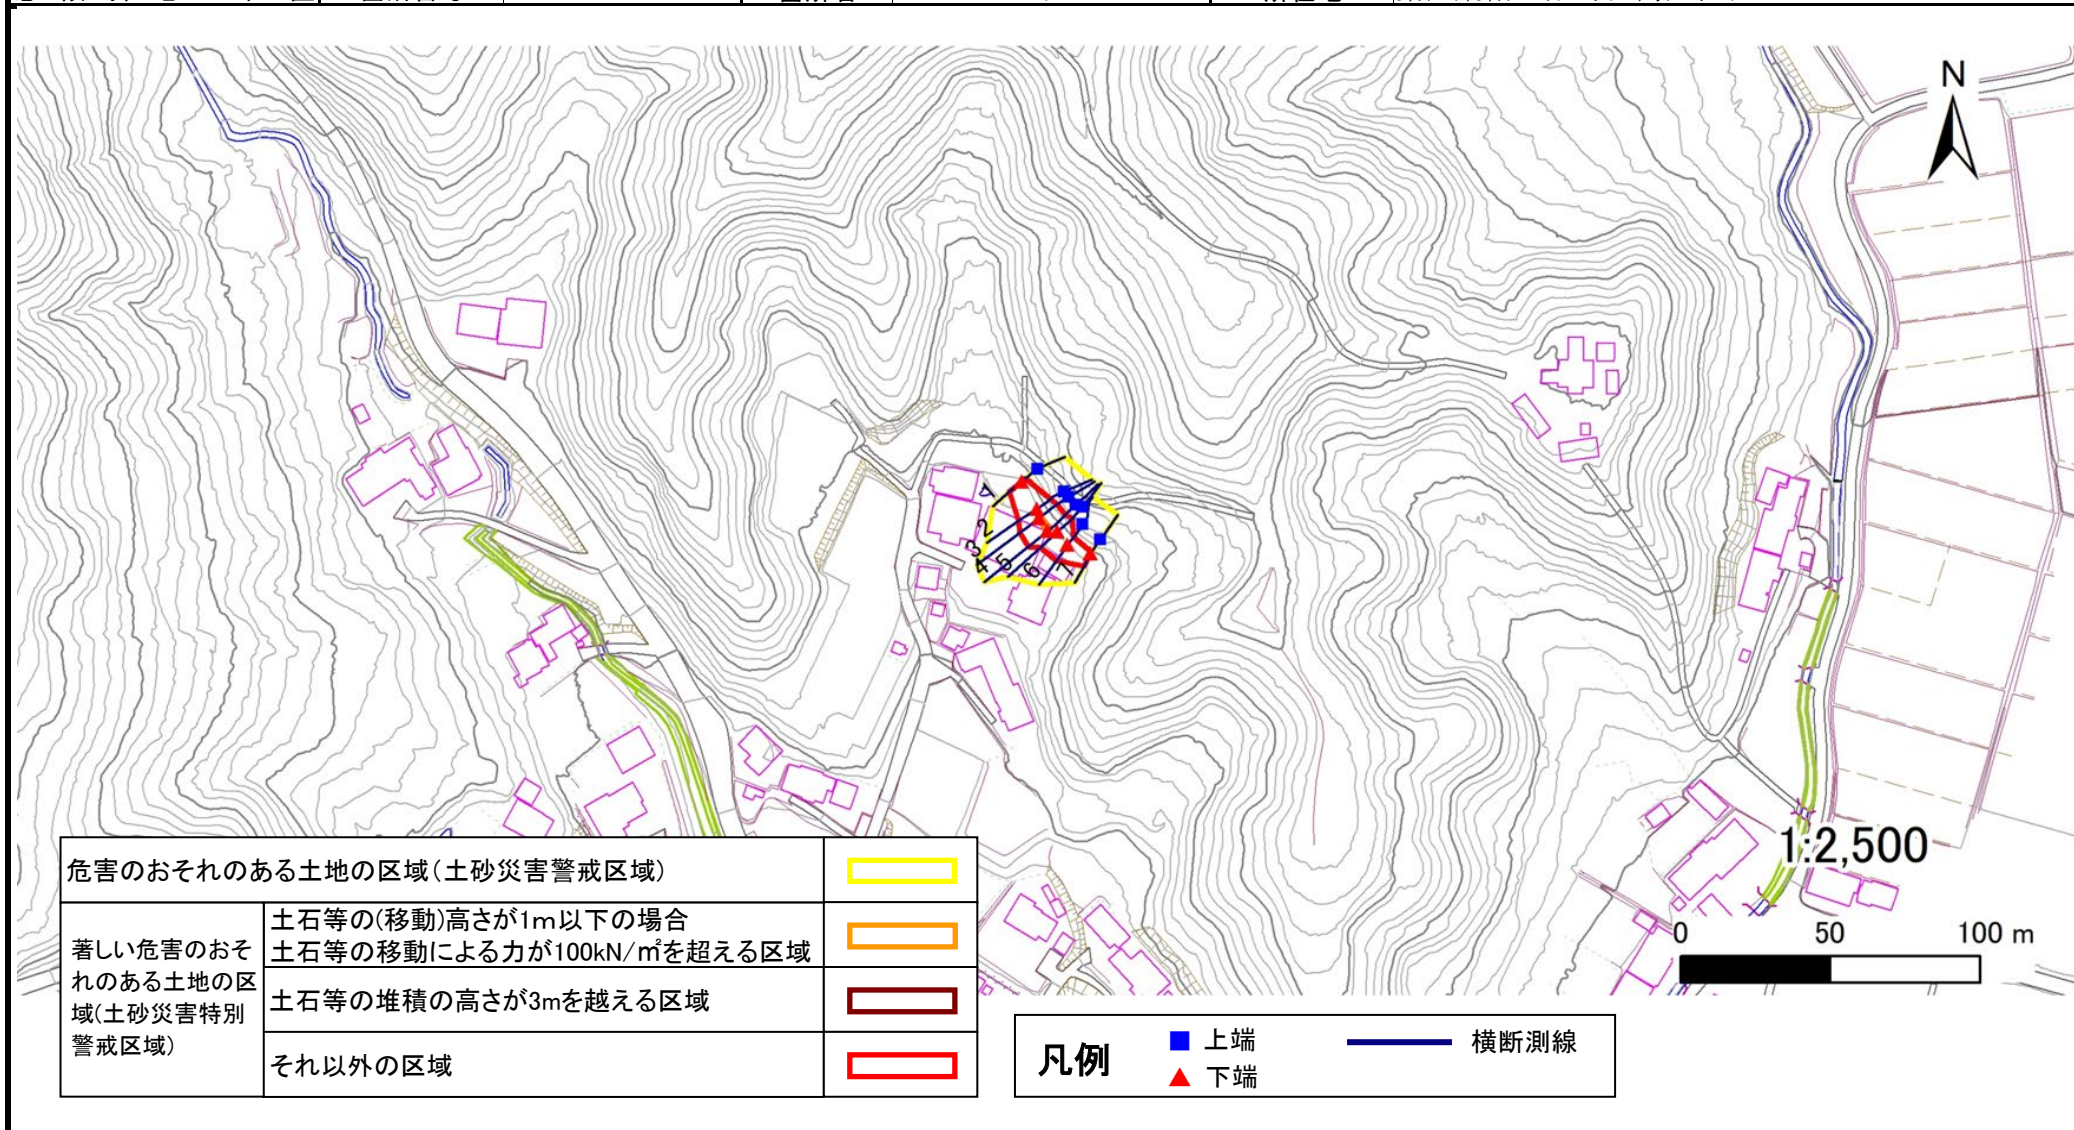 N
2
3
4
5
6
7
1:2,500
0 50 100 m
危害のおそれのある土地の区域(土砂災害警戒区域)
著しい危害のおそ
れのある土地の区
域(土砂災害特別
警戒区域)
土石等の(移動)高さが1m以下の場合
土石等の移動による力が100kN/㎡を超える区域
土石等の堆積の高さが3mを越える区域
それ以外の区域
凡例
上端
下端
横断測線